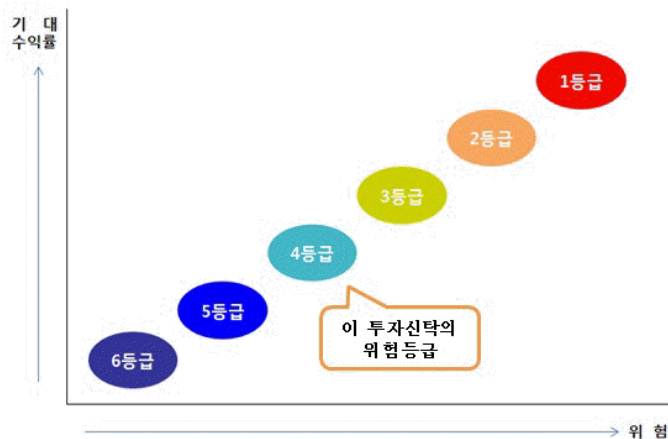 기 대
수익률
1등급
2등급
3등급
4등급
5등급
이 투자신탁의
위험등급
6등급
위 험